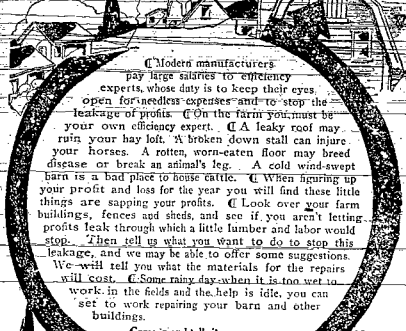 ⁋ Modern manufacturers
pay large salaries to efficiency
experts, whose duty is to keep their eyes
open for needless expenses and to stop the
leakage of profits. ⁋ On the farm you must be
your own efficiency expert. ⁋ A leaky roof may
ruin your hay loft. A broken down stall can injure
your horses. A rotten, worn-eaten floor may breed
disease or break an animal's leg. A cold wind-swept
barn is a bad place to house cattle. ⁋ When figuring up
your profit and loss for the year you will find these little
things are sapping your profits. ⁋ Look over your farm
buildings, fences and sheds, and see if you aren't letting
profits leak through which a little lumber and labor would
stop. Then tell us what you want to do to stop this
leakage, and we may be able to offer some suggestions.
We will tell you what the materials for the repairs
will cost. ⁋ Some rainy day when it is too wet to
work in the fields and the help is idle, you can
set to work repairing your barn and other
buildings.